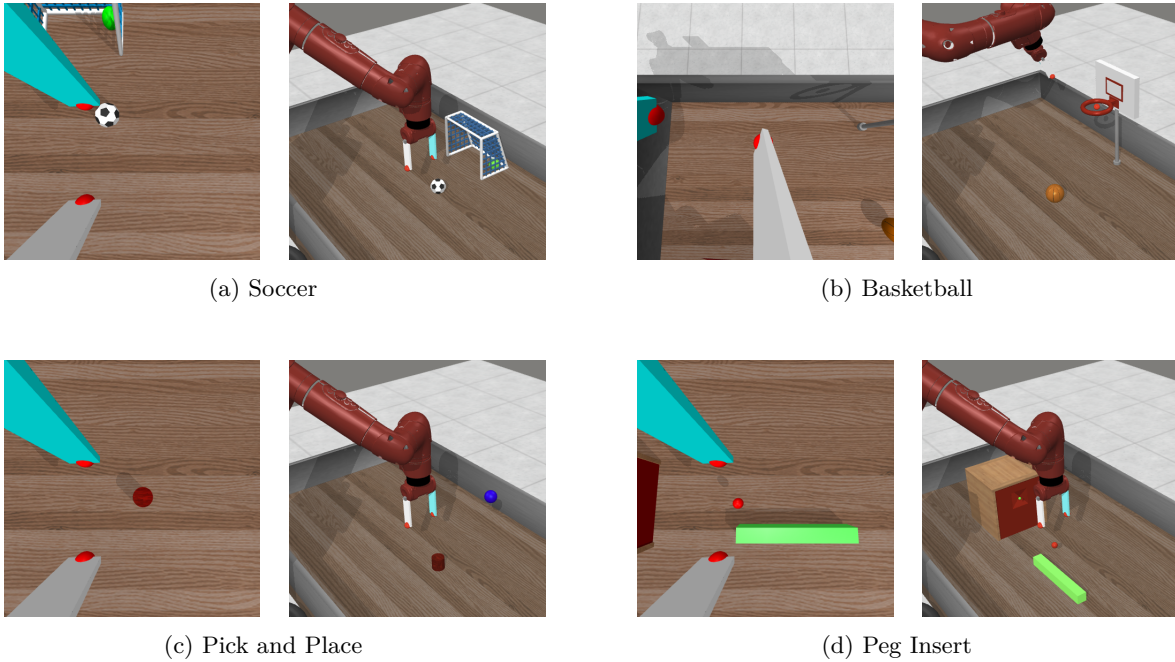 (a) Soccer
(b) Basketball
(c) Pick and Place
(d) Peg Insert